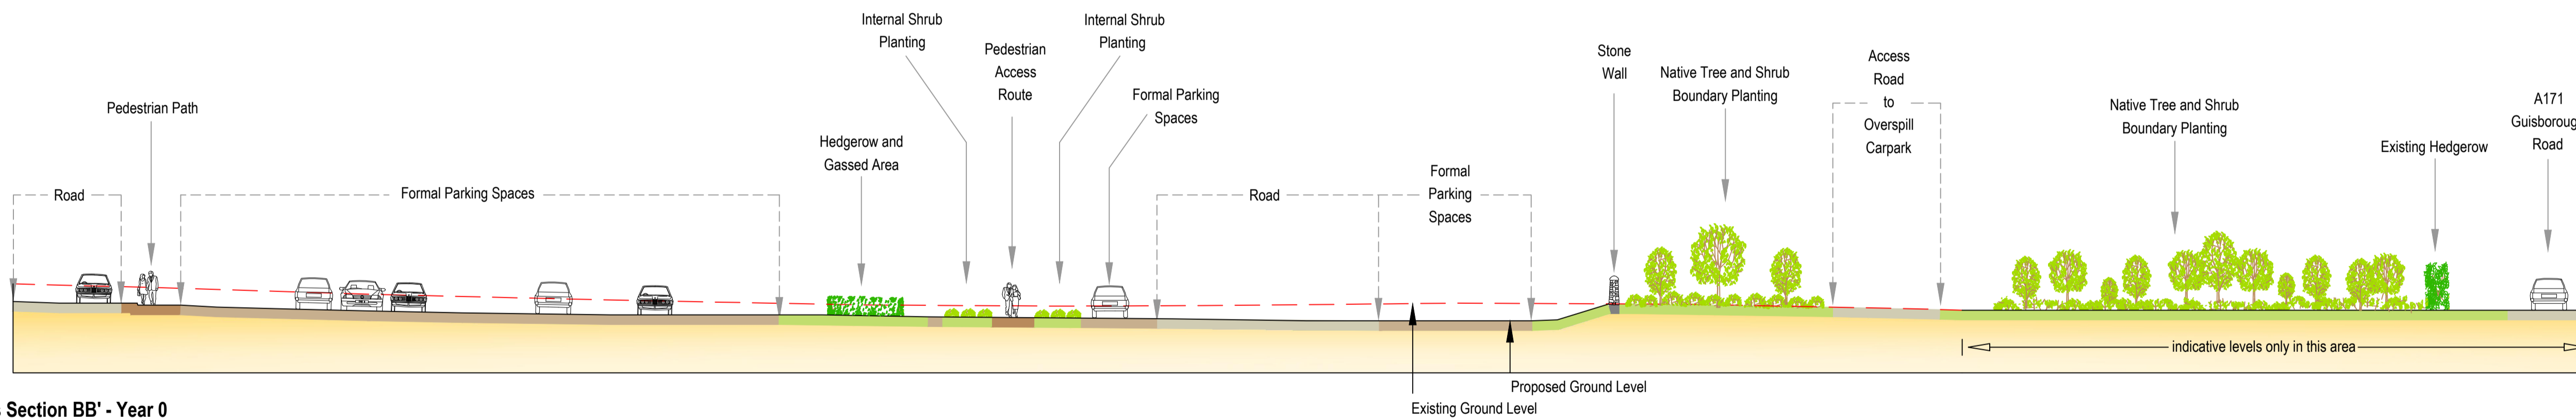 Road
Pedestrian Path
Formal Parking Spaces
Hedgerow and
Gassed Area
Internal Shrub
Planting
Pedestrian
Access
Route
Internal Shrub
Planting
Formal Parking
Spaces
Road
Formal
Parking
Spaces
Stone
Wall
Native Tree and Shrub
Boundary Planting
Access
Road
to
Overspill
Carpark
Native Tree and Shrub
Boundary Planting
Existing Hedgerow
A171
Guisboroug
Road
indicative levels only in this area
Proposed Ground Level
Existing Ground Level
Section BB' - Year 0